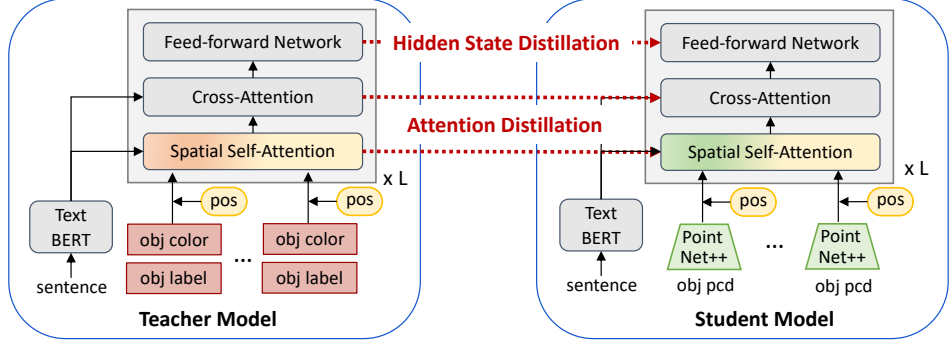 Feed-forward Network
Cross-Attention
Spatial Self-Attention
x L
pos
pos
Text
BERT
obj color
obj color
...
obj label
obj label
sentence
Teacher Model
Hidden State Distillation
Attention Distillation
Feed-forward Network
Cross-Attention
Spatial Self-Attention
x L
pos
pos
Text
BERT
Point
Net++
...
Point
Net++
sentence
obj pcd
obj pcd
Student Model